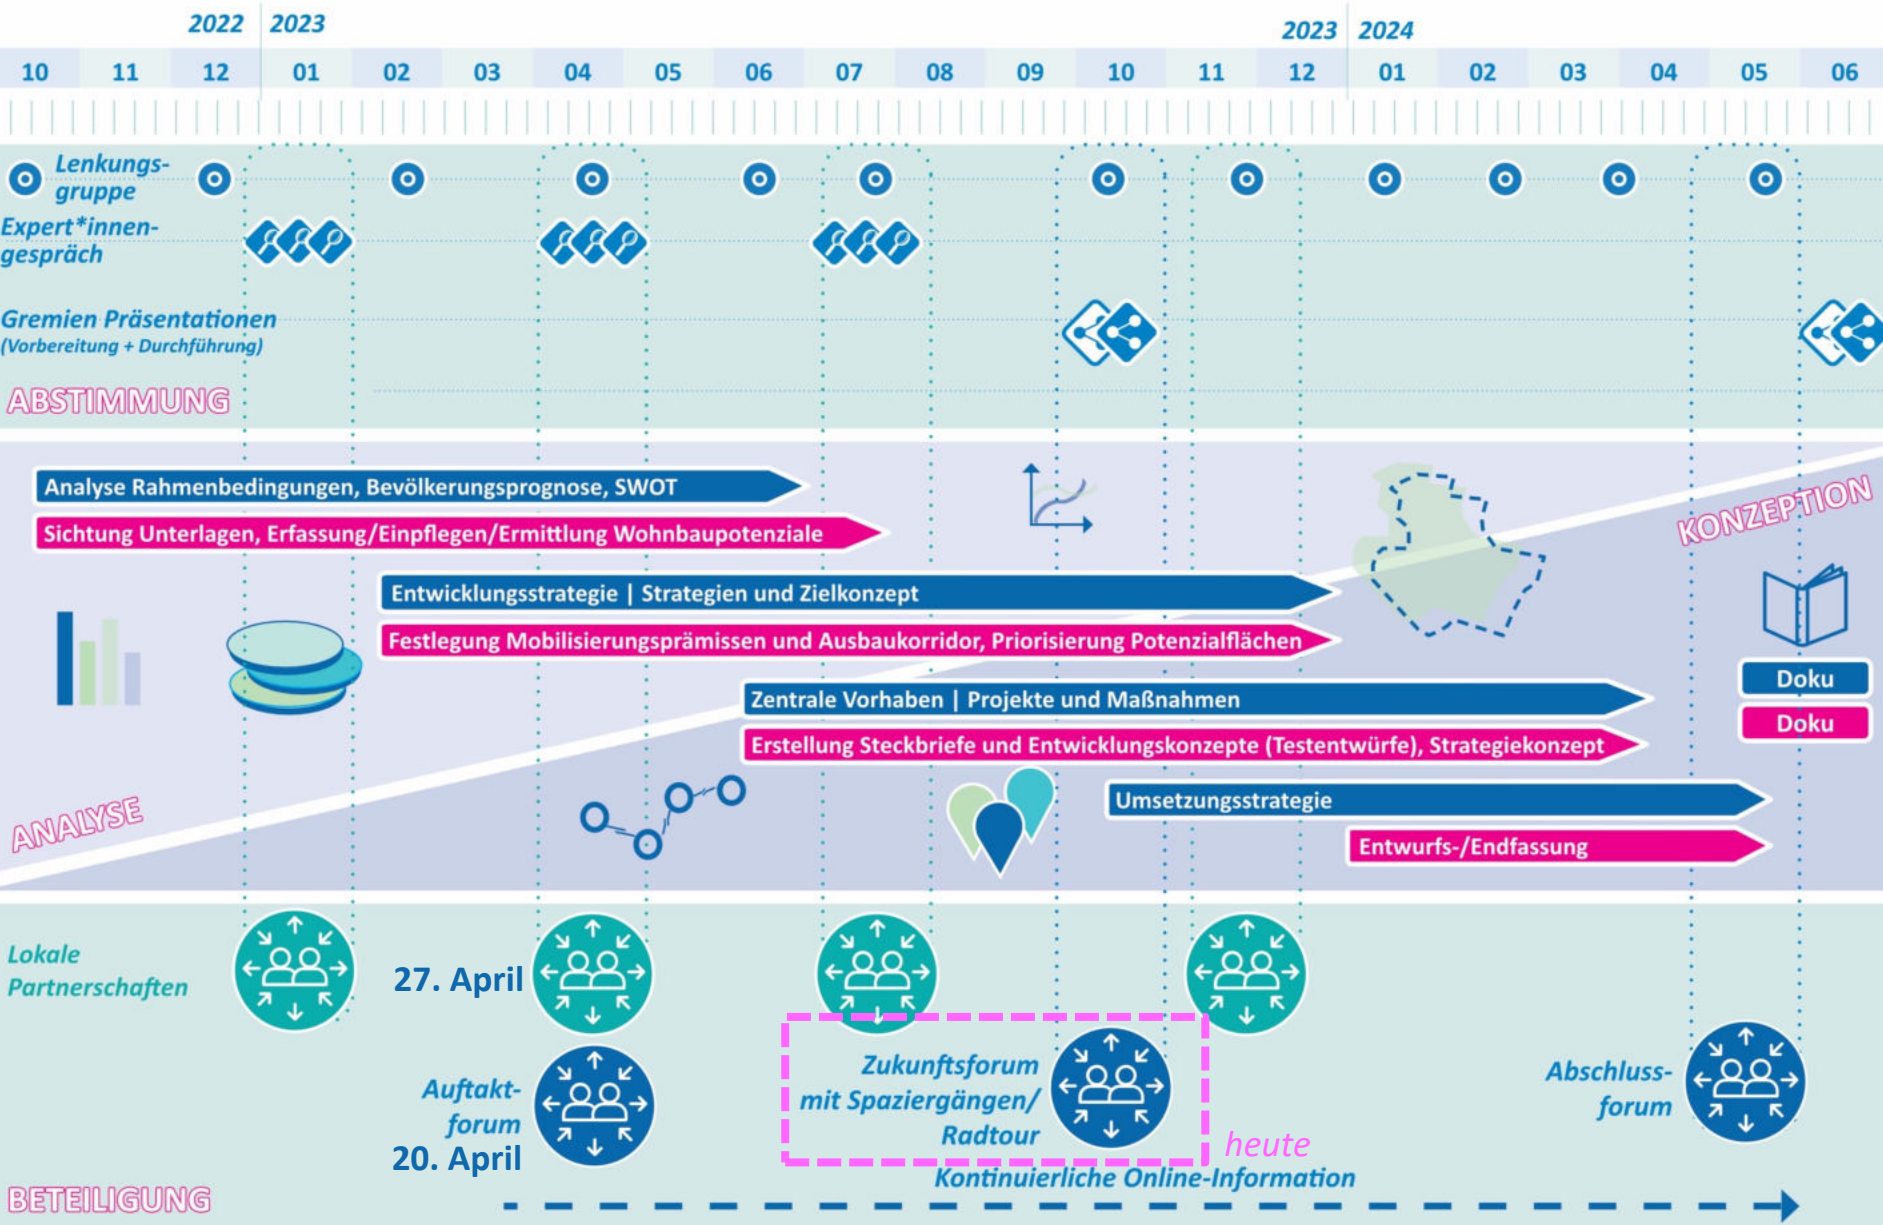 2022 2023
2023 2024
10 11 12 01 02 03 04 05 06 07 08 09 10 11 12 01 02 03 04 05 06
Lenkungs-
gruppe
Expert*innen-
gespräch
Gremien Präsentationen
(Vorbereitung + Durchführung)
ABSTIMMUNG
Analyse Rahmenbedingungen, Bevölkerungsprognose, SWOT
KONZEPTION
Sichtung Unterlagen, Erfassung/Einpflegen/Ermittlung Wohnbaupotenziale
Entwicklungsstrategie | Strategien und Zielkonzept
Festlegung Mobilisierungsprämissen und Ausbaukorridor, Priorisierung Potenzialflächen
Doku
Zentrale Vorhaben | Projekte und Maßnahmen
Doku
Erstellung Steckbriefe und Entwicklungskonzepte (Testentwürfe), Strategiekonzept
Umsetzungsstrategie
ANALYSE
Entwurfs-/Endfassung
Lokale
Partnerschaften
27. April
Auftakt-
forum
20. April
Zukunftsforum
mit Spaziergängen/
Radtour
heute
Abschluss-
forum
Kontinuierliche Online-Information
BETEILIGUNG